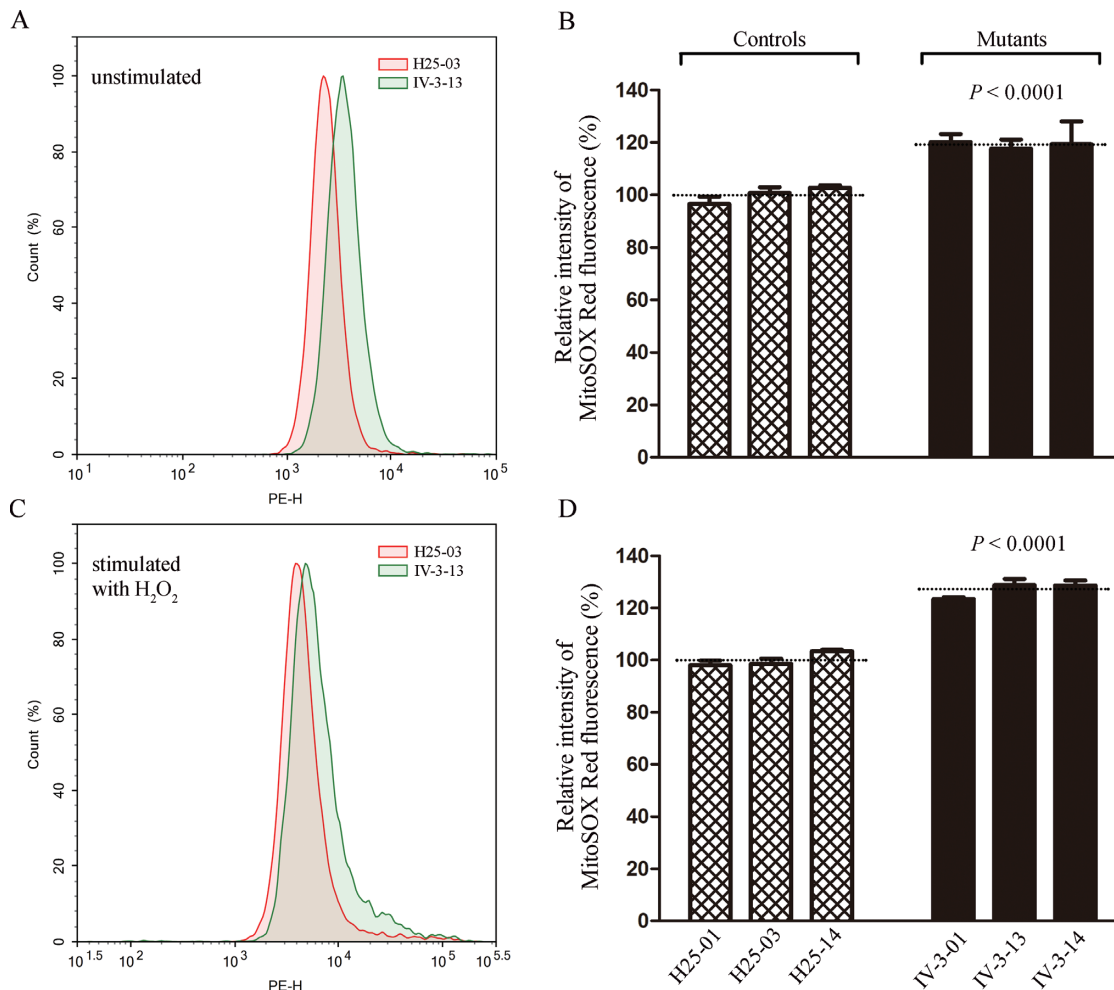 A
unstimulated
H25-03
IV-3-13
Count (%)
100
80
60
40
20
0
10^1
10^2
10^3
10^4
10^5
PE-H
B
Controls
Mutants
P < 0.0001
Relative intensity of
MitoSOX Red fluorescence (%)
140
120
100
80
60
40
20
0
C
stimulated
with H₂O₂
H25-03
IV-3-13
Count (%)
100
80
60
40
20
0
10^1.5
10^2
10^3
10^4
10^5
10^5.5
PE-H
D
P < 0.0001
Relative intensity of
MitoSOX Red fluorescence (%)
140
120
100
80
60
40
20
0
H25-01
H25-03
H25-14
IV-3-01
IV-3-13
IV-3-14